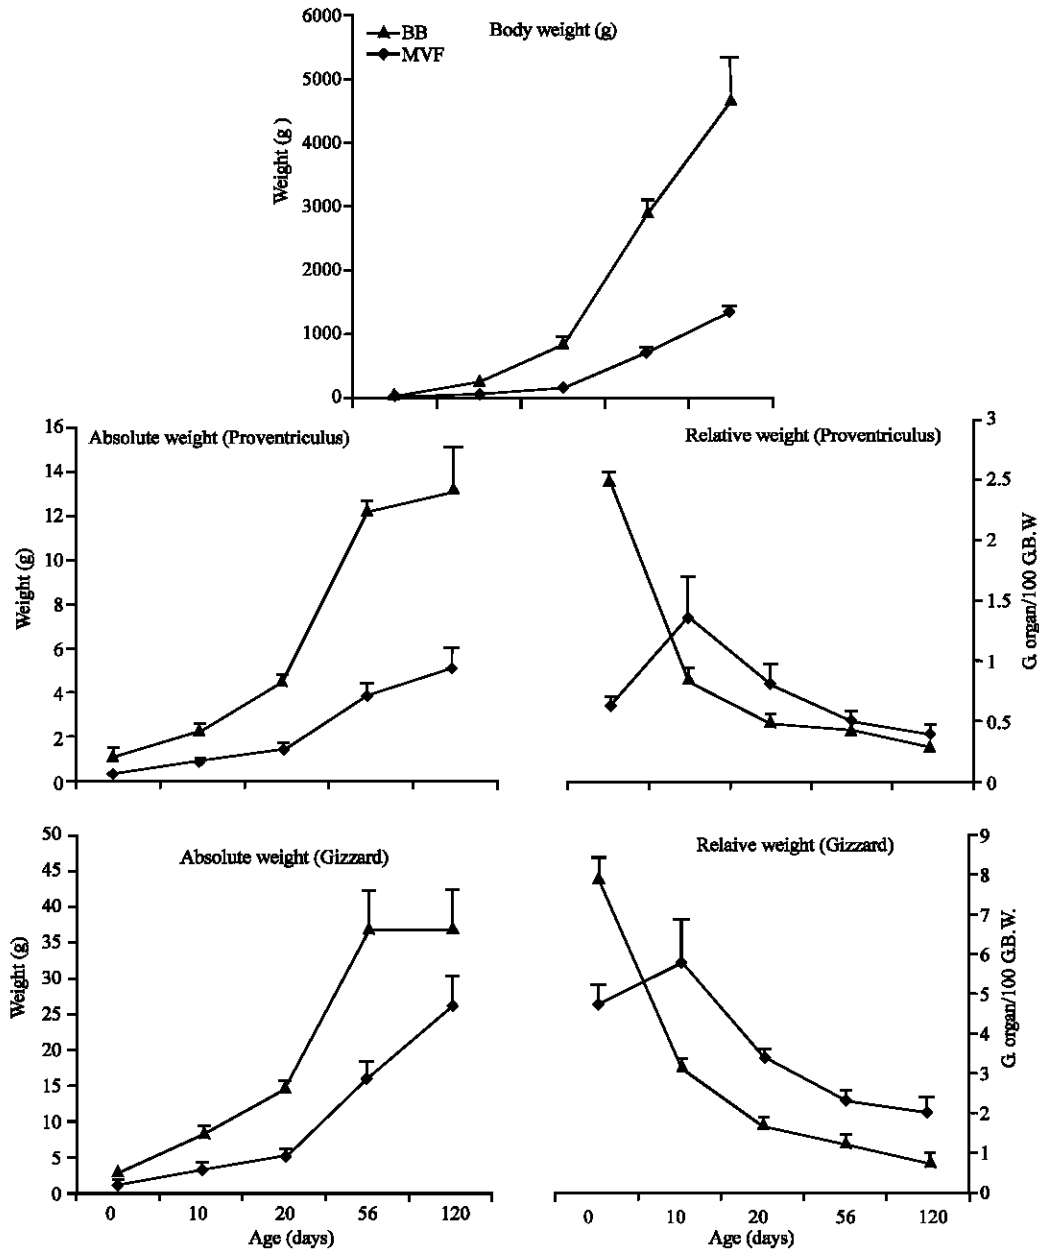 6000
Body weight (g)
BB
MVF
5000
4000
3000
2000
1000
0
Weight (g )
Absolute weight (Proventriculus)
16
14
12
10
8
6
4
2
0
Weight (g)
Relative weight (Proventriculus)
3
2.5
2
1.5
1
0.5
0
G. organ/100 G.B.W
Absolute weight (Gizzard)
50
45
40
35
30
25
20
15
10
5
0
Weight (g)
0 10 20 56 120
Age (days)
Relaive weight (Gizzard)
9
8
7
6
5
4
3
2
1
0
G. organ/100 G.B.W.
0 10 20 56 120
Age (days)